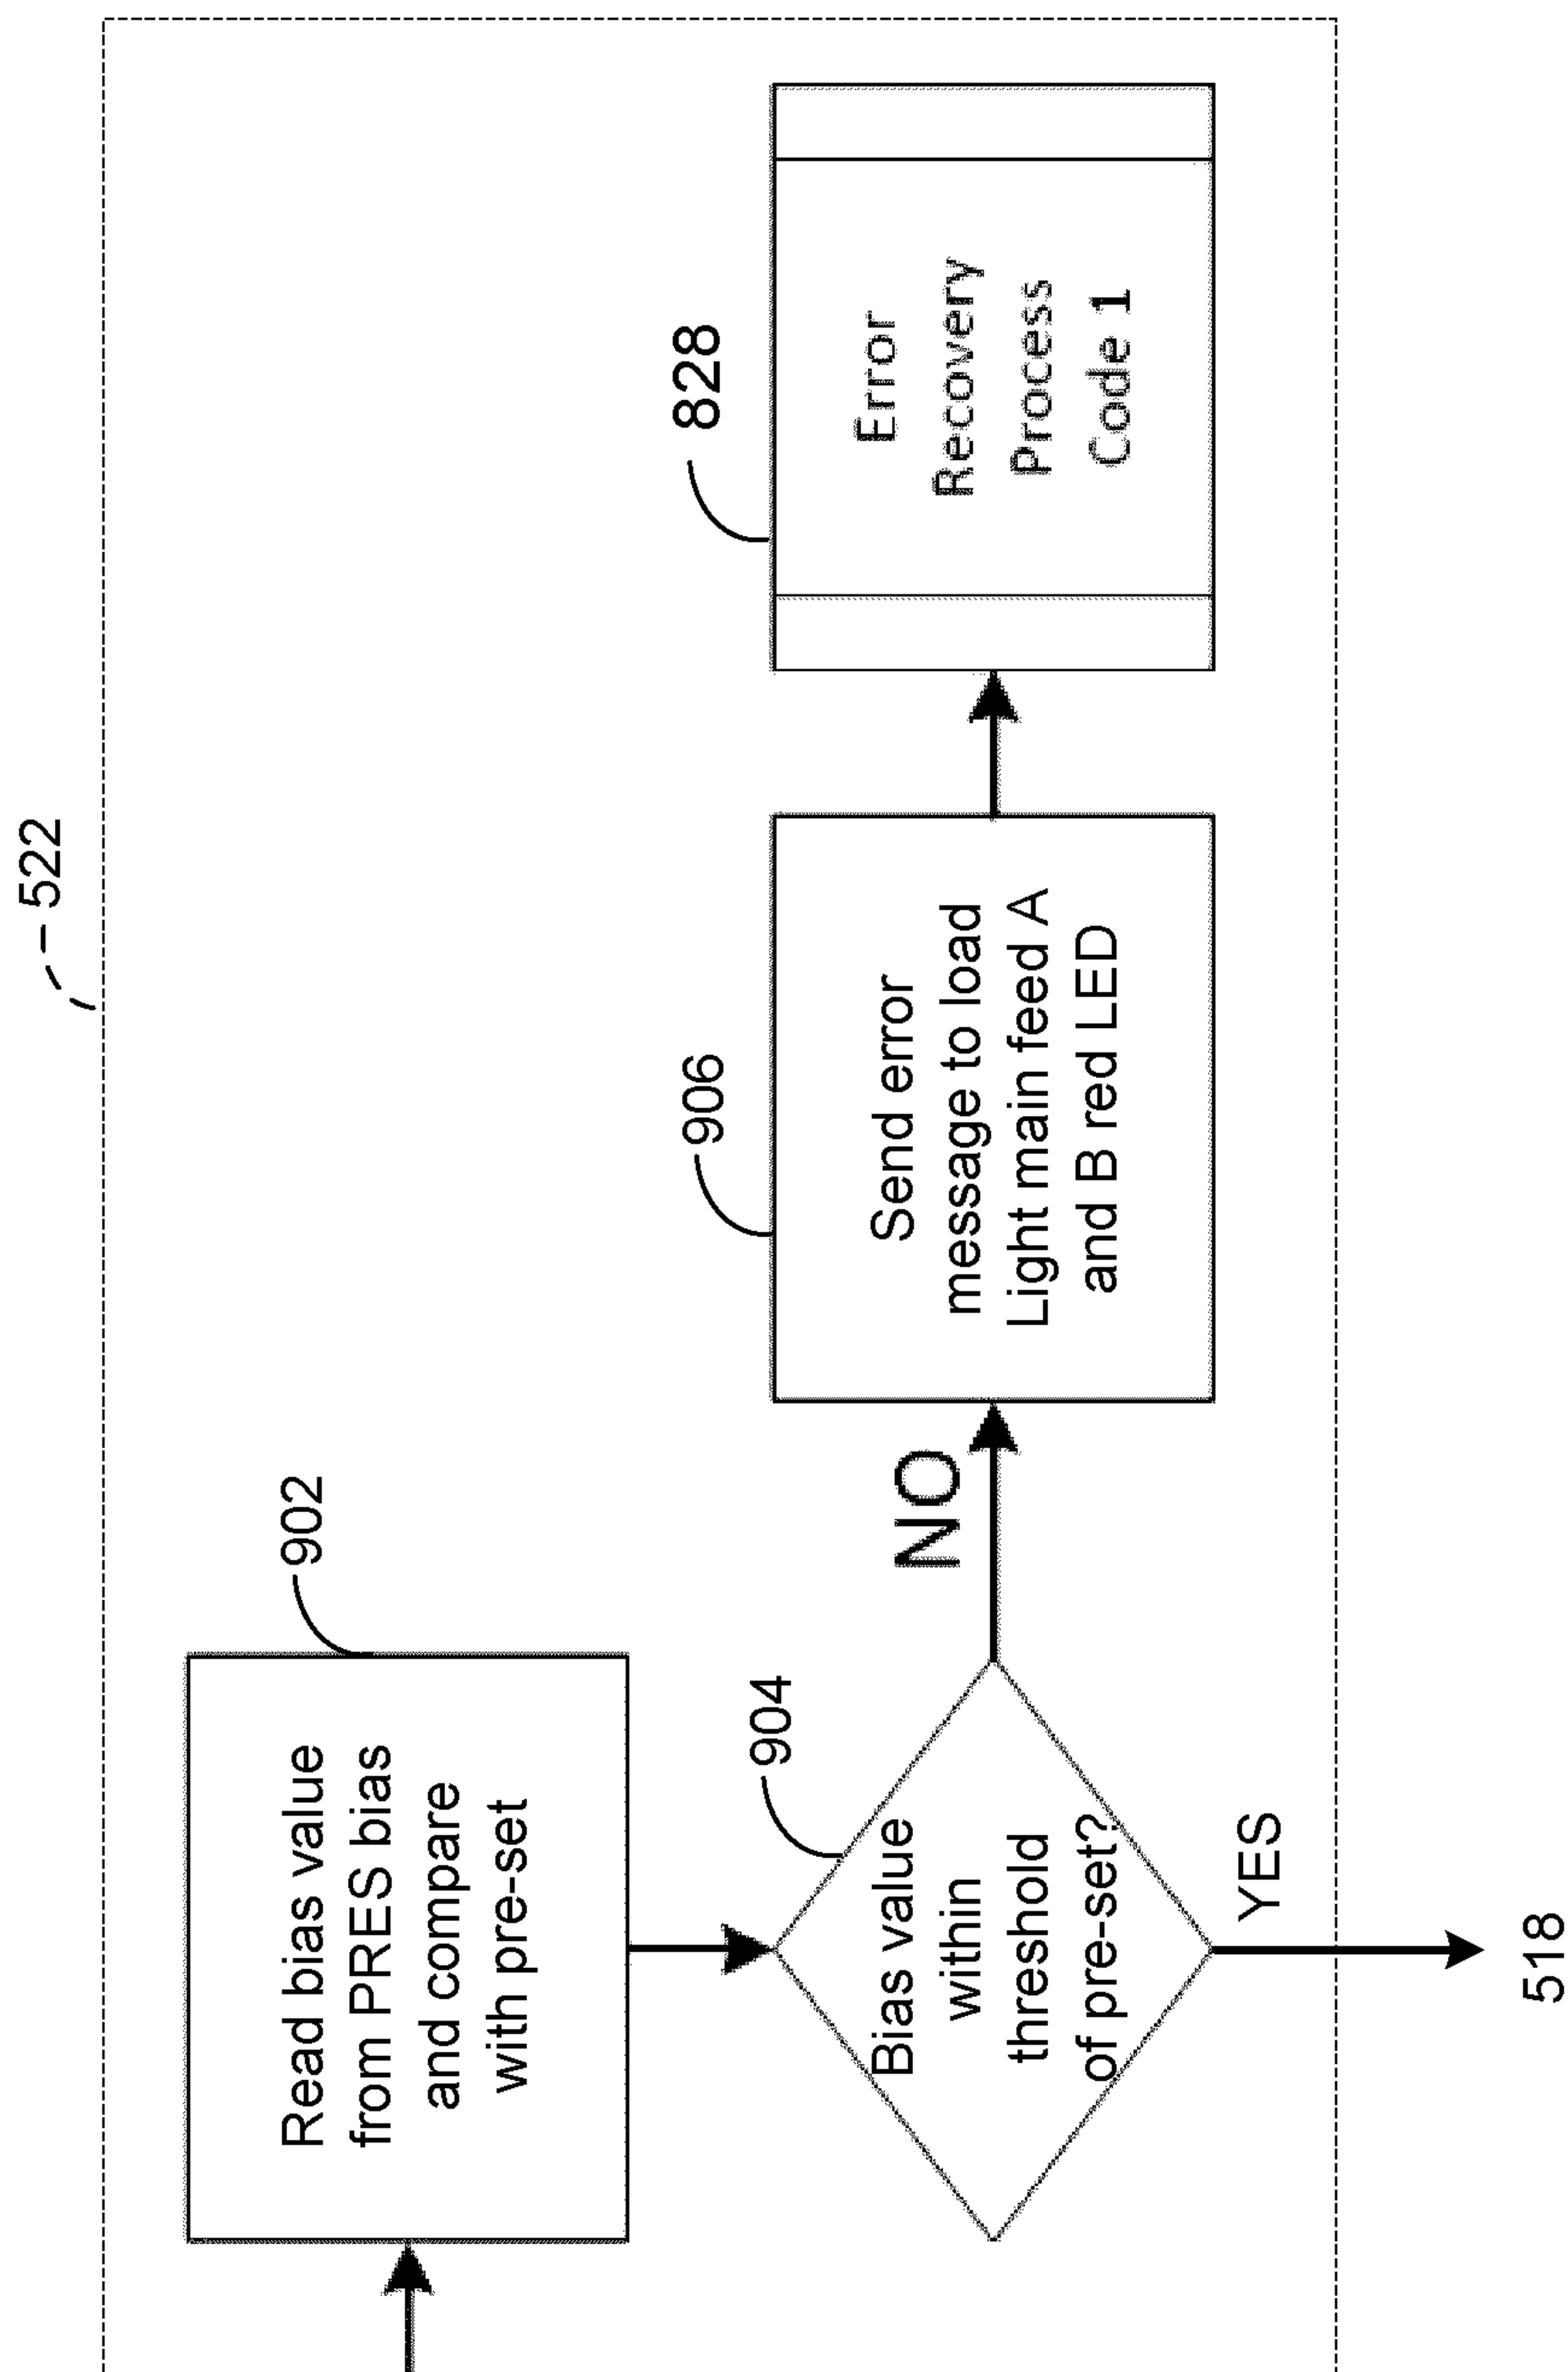 522
902
Read bias value
from PRES bias
and compare
with pre-set
904
Bias value
within
threshold
of pre-set?
NO
906
Send error
message to load
Light main feed A
and B red LED
828
Error
Recovery
Process
Code 1
YES
518